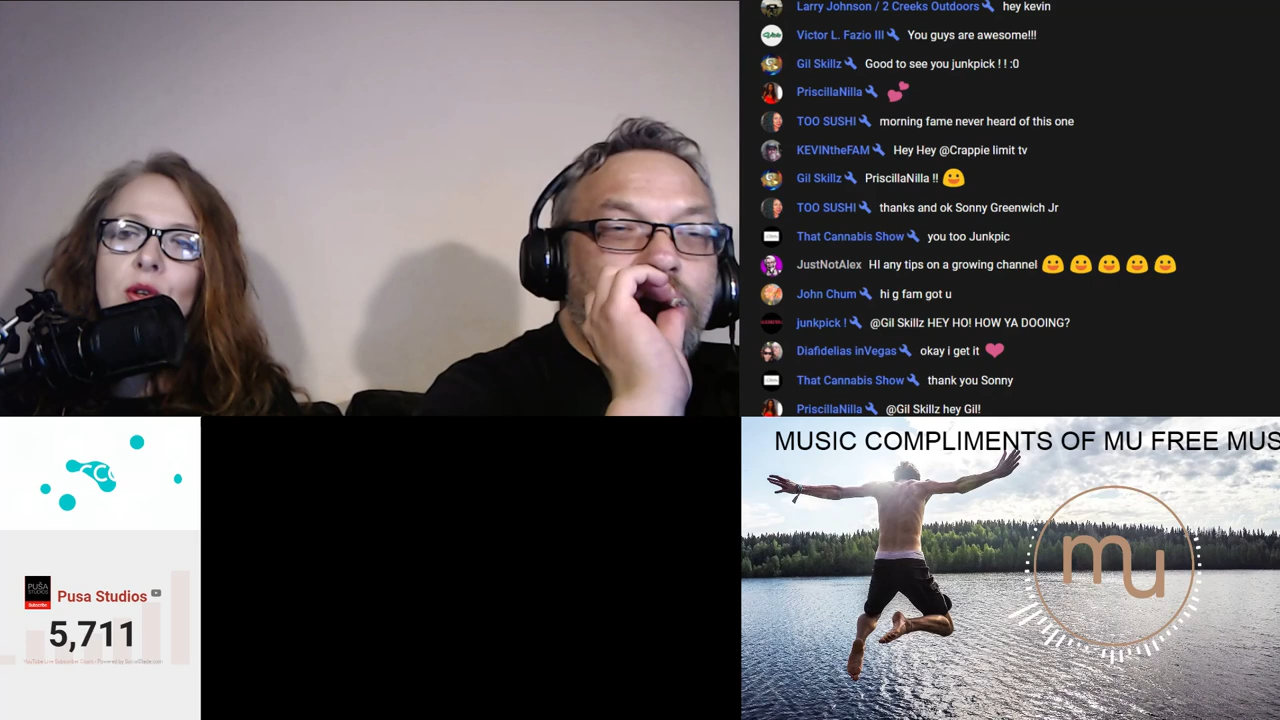 Larry Johnson / 2 Creeks Outdoors hey kevin
Victor L. Fazio III You guys are awesome!!!
Gil Skillz Good to see you junkpick ! ! :0
PriscillaNilla
TOO SUSHI morning fame never heard of this one
KEVINtheFAM Hey Hey @Crappie limit tv
Gil Skillz PriscillaNilla !!
TOO SUSHI thanks and ok Sonny Greenwich Jr
That Cannabis Show you too Junkpic
JustNotAlex HI any tips on a growing channel
John Chum hi g fam got u
junkpick ! @Gil Skillz HEY HO! HOW YA DOOING?
Diafidelias inVegas okay i get it
That Cannabis Show thank you Sonny
PriscillaNilla @Gil Skillz hey Gil!
MUSIC COMPLIMENTS OF MU FREE MUS
mu
PUSA
STUDIOS
Subscribe
Pusa Studios
5,711